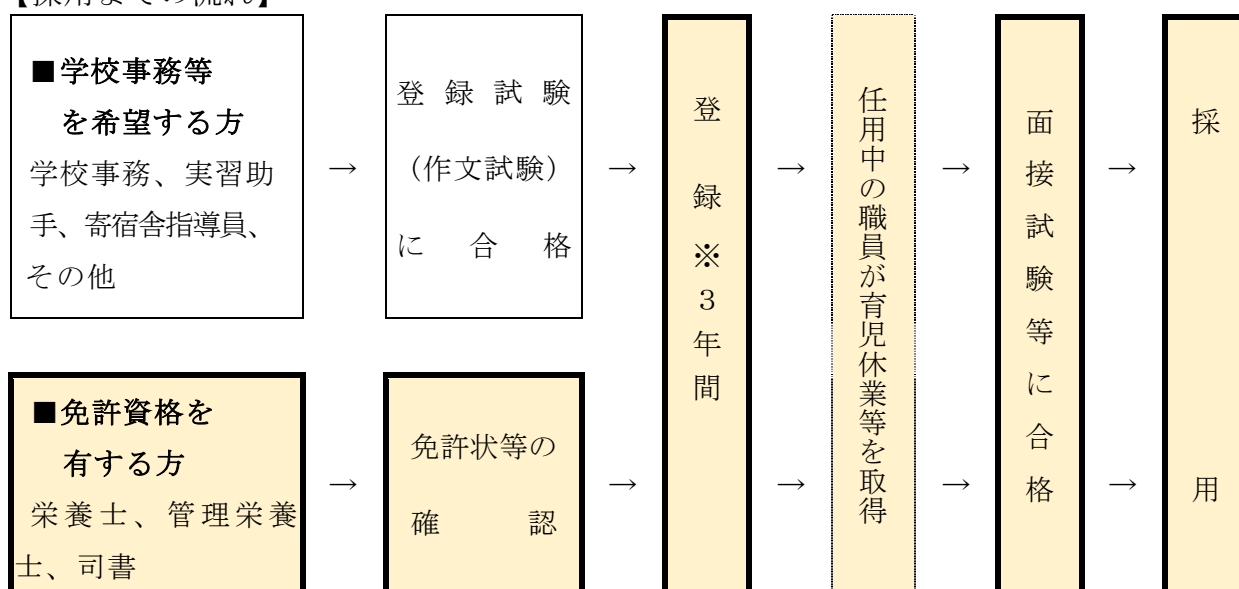 【採用までの流れ】
■学校事務等
を希望する方
学校事務、実習助
手、寄宿舎指導員、
その他
→
登録試験
(作文試験)
に合格
→
登録※3年間
→
任用中の職員が育児休業等を取得
→
面接試験等に合格
→
採用
■免許資格を
有する方
栄養士、管理栄養
士、司書
→
免許状等の
確認
→
→
→
→